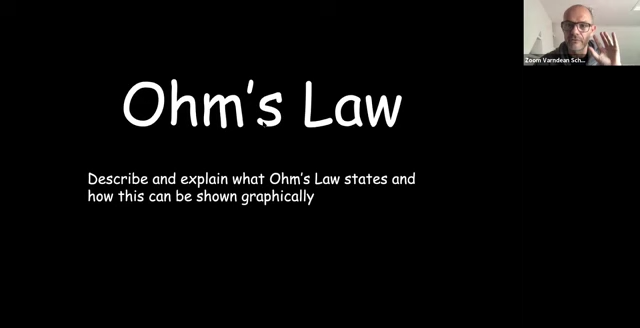 Zoom Varndean Sch...
Ohm's Law
Describe and explain what Ohm's Law states and
how this can be shown graphically